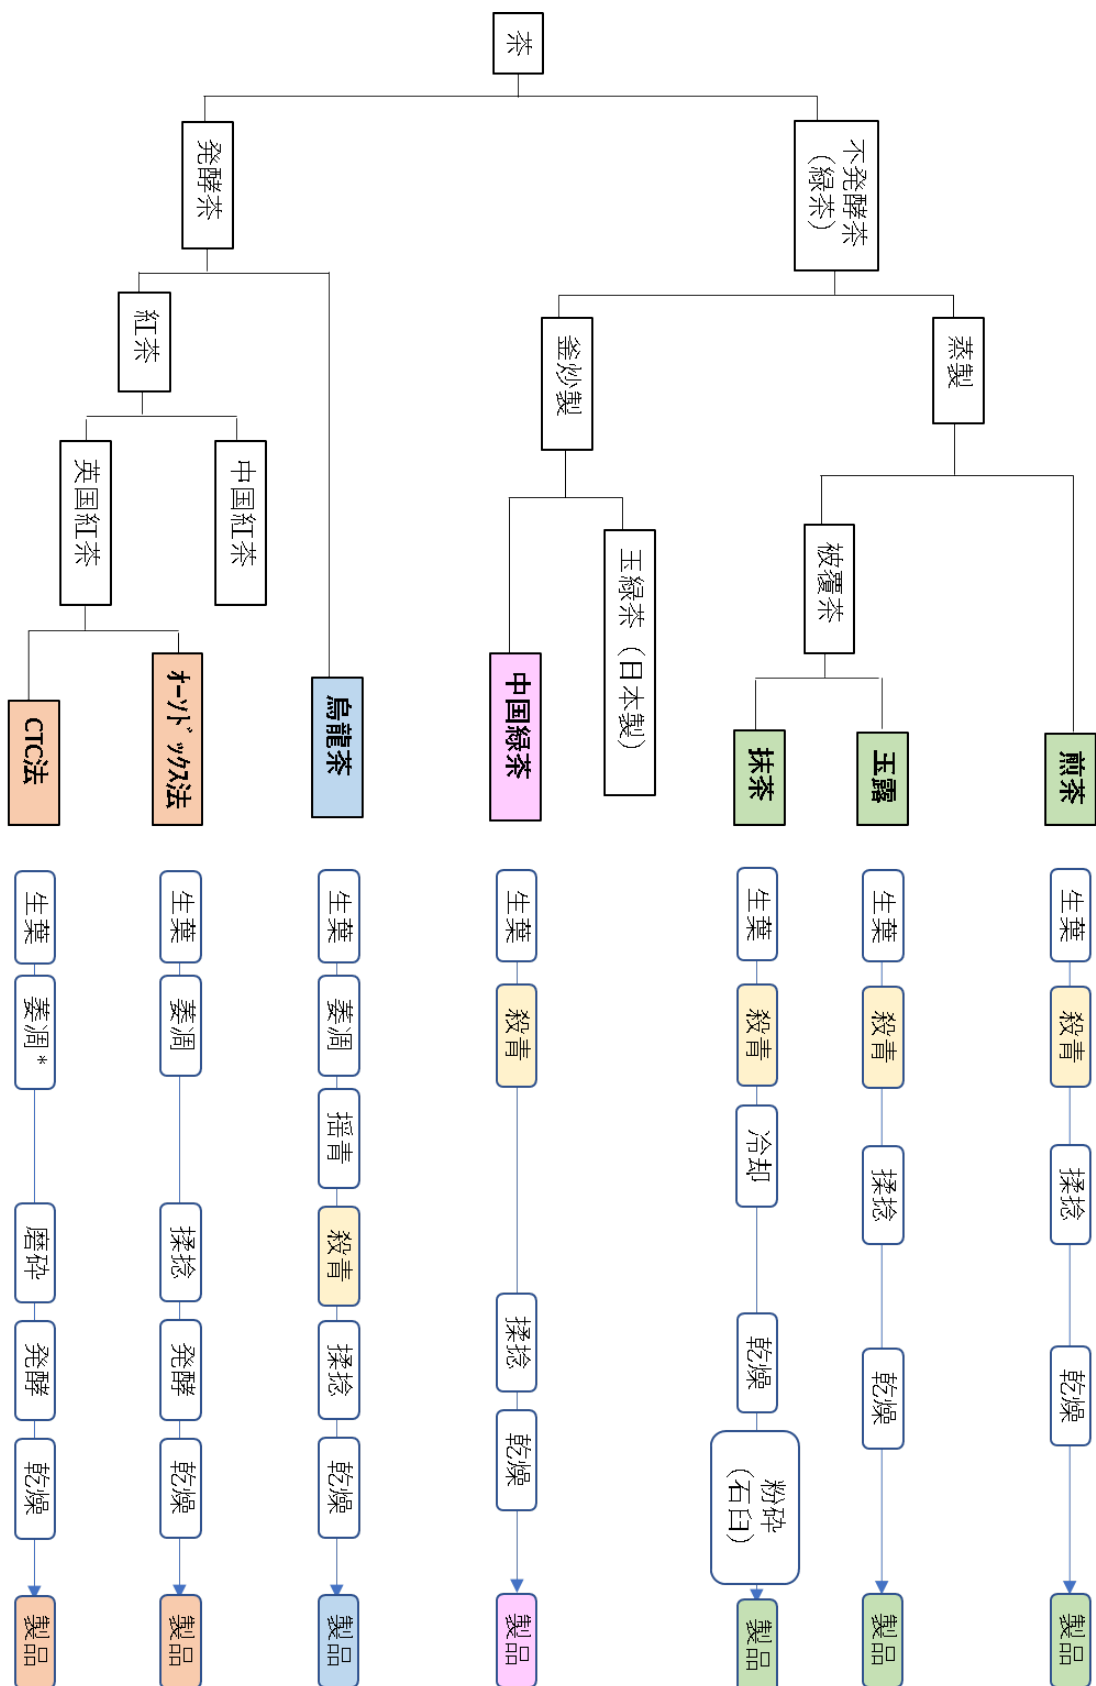 茶
不発酵茶
(緑茶)
発酵茶
蒸製
釜炒製
紅茶
被覆茶
玉緑茶（日本製）
中国紅茶
英国紅茶
煎茶
生葉
殺青
揉捻
乾燥
製品
玉露
生葉
殺青
揉捻
乾燥
製品
抹茶
生葉
殺青
冷却
乾燥
粉砕
(石臼)
製品
中国緑茶
生葉
殺青
揉捻
乾燥
製品
烏龍茶
生葉
萎凋
揺青
殺青
揉捻
乾燥
製品
ｵｰｿﾄﾞｯｸｽ法
生葉
萎凋
揉捻
発酵
乾燥
製品
CTC法
生葉
萎凋*
磨砕
発酵
乾燥
製品